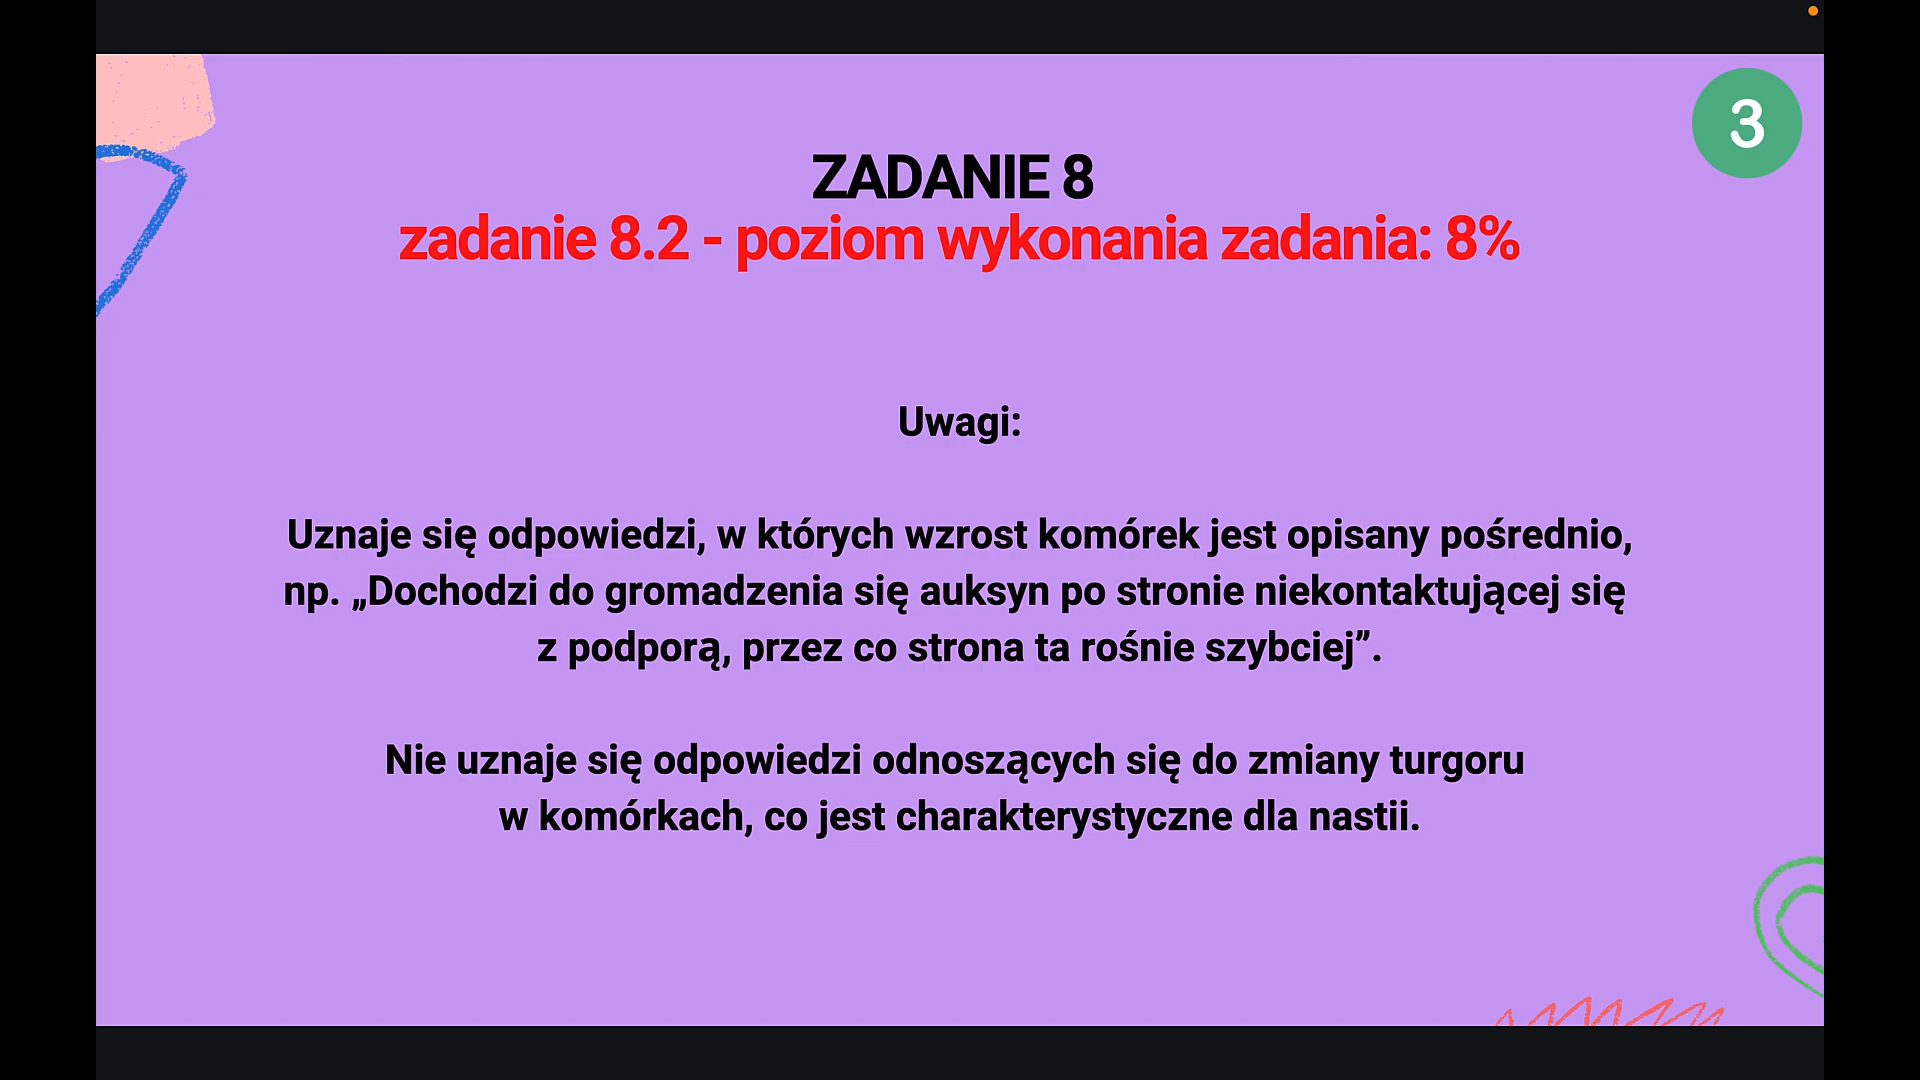 3
ZADANIE 8
zadanie 8.2 - poziom wykonania zadania: 8%
Uwagi:
Uznaje się odpowiedzi, w których wzrost komórek jest opisany pośrednio,
np. „Dochodzi do gromadzenia się auksyn po stronie niekontaktującej się
z podporą, przez co strona ta rośnie szybciej”.
Nie uznaje się odpowiedzi odnoszących się do zmiany turgoru
w komórkach, co jest charakterystyczne dla nastii.